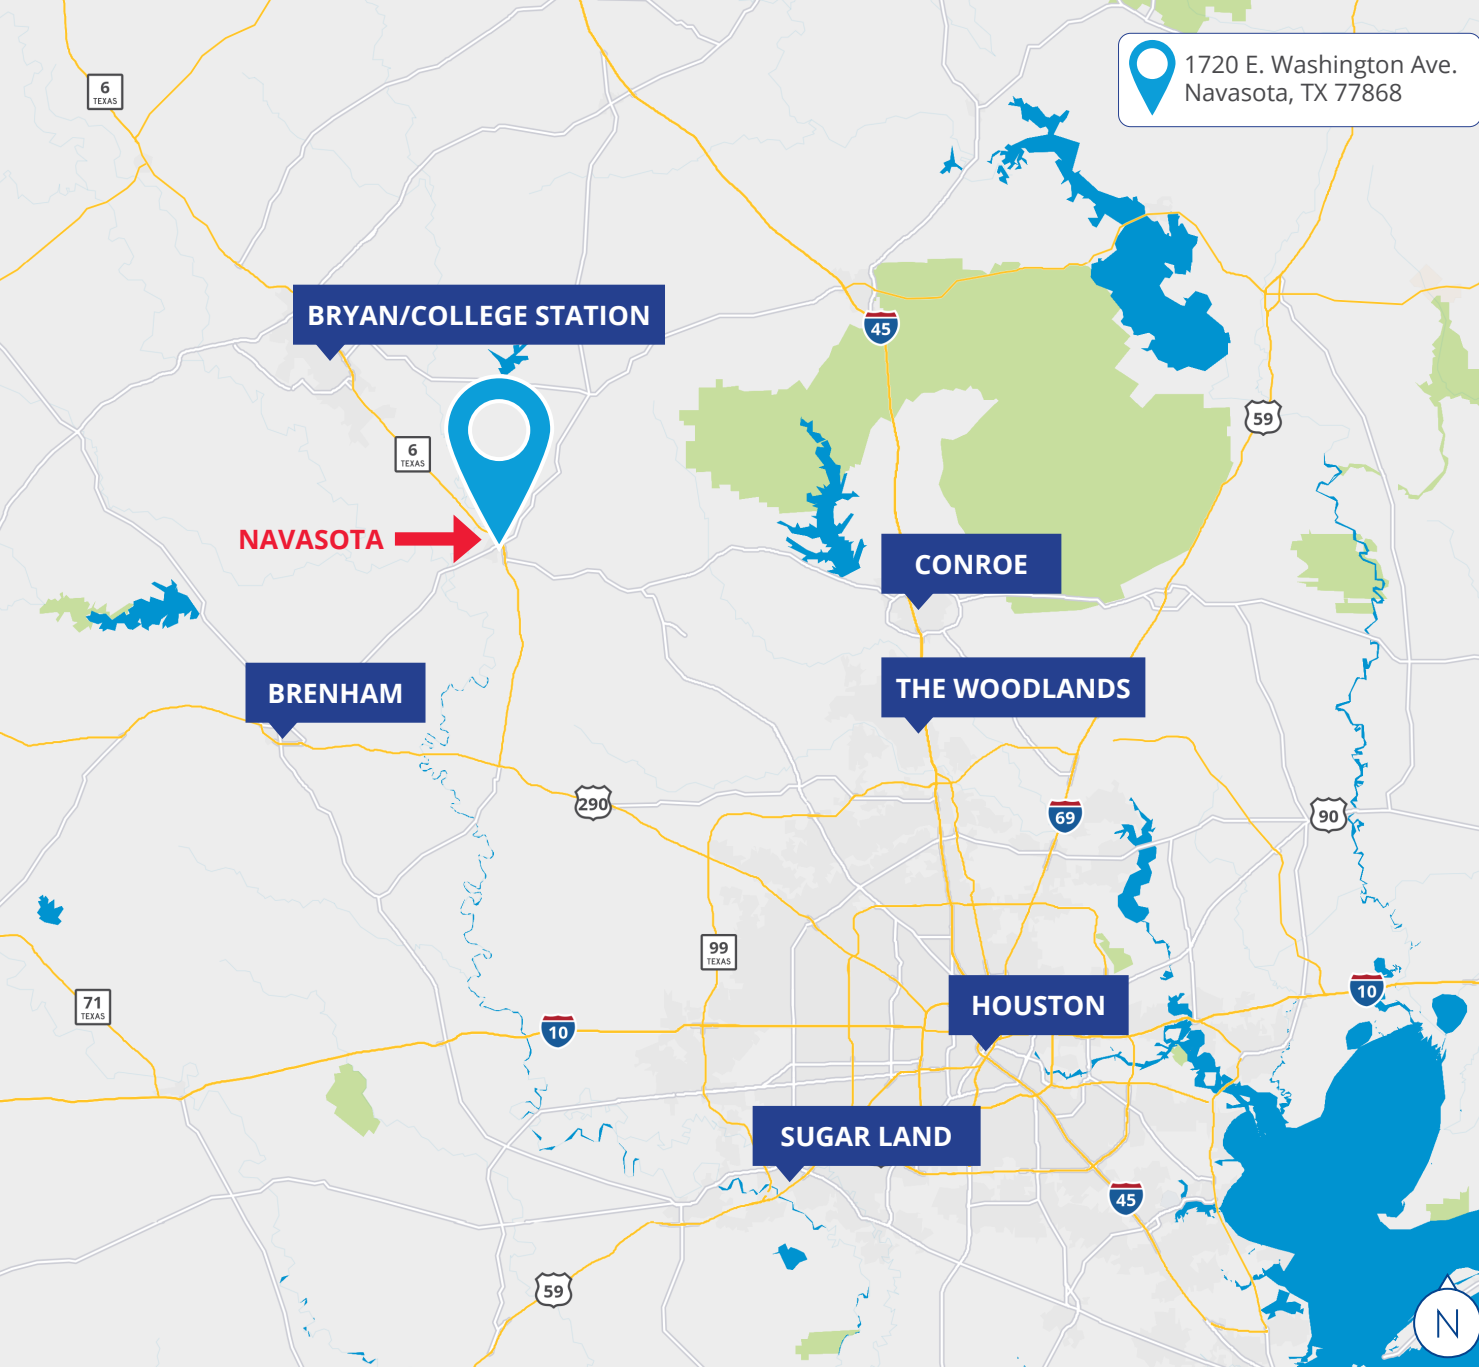 1720 E. Washington Ave.
Navasota, TX 77868
6
TEXAS
BRYAN/COLLEGE STATION
45
59
6
TEXAS
NAVASOTA
CONROE
BRENHAM
THE WOODLANDS
290
69
90
99
TEXAS
71
TEXAS
10
HOUSTON
10
SUGAR LAND
45
59
N